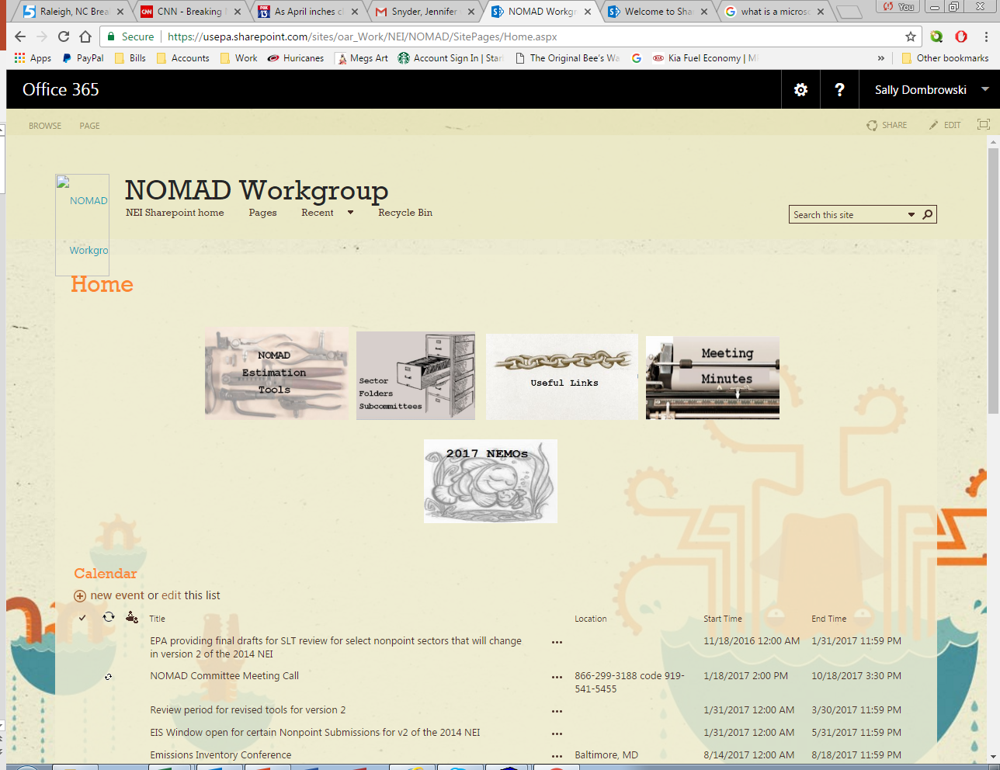 Raleigh, NC Brea
CNN - Breaking
As April inches cl
Snyder, Jennifer
NOMAD Workgr
Welcome to Shar
what is a microso
You
Secure
https://usepa.sharepoint.com/sites/oar_Work/NEI/NOMAD/SitePages/Home.aspx
Apps
PayPal
Bills
Accounts
Work
Huricanes
Megs Art
Account Sign In | Star
The Original Bee's Wa
Kia Fuel Economy | M
»
Other bookmarks
Office 365
?
Sally Dombrowski
BROWSE
PAGE
SHARE
EDIT
NOMAD
Workgro
NOMAD Workgroup
NEI Sharepoint home
Pages
Recent
Recycle Bin
Search this site
Home
NOMAD
Estimation
Tools
Sector
Folders
Subcommittees
Useful Links
Meeting
Minutes
2017 NEMOs
Calendar
new event or edit this list
Title
Location
Start Time
End Time
EPA providing final drafts for SLT review for select nonpoint sectors that will change
in version 2 of the 2014 NEI
...
11/18/2016 12:00 AM
1/31/2017 11:59 PM
NOMAD Committee Meeting Call
...
866-299-3188 code 919-
541-5455
1/18/2017 2:00 PM
10/18/2017 3:30 PM
Review period for revised tools for version 2
...
1/31/2017 12:00 AM
3/30/2017 11:59 PM
EIS Window open for certain Nonpoint Submissions for v2 of the 2014 NEI
...
1/31/2017 12:00 AM
5/31/2017 11:59 PM
Emissions Inventory Conference
...
Baltimore, MD
8/14/2017 12:00 AM
8/18/2017 11:59 PM